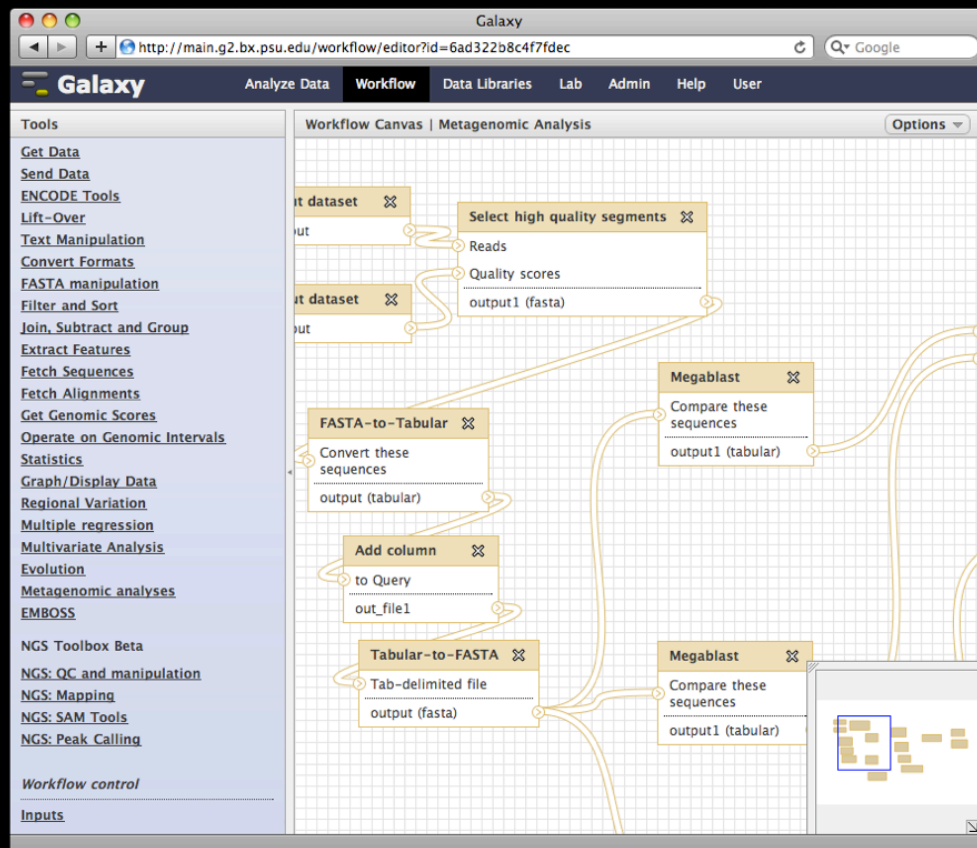 Galaxy
http://main.g2.bx.psu.edu/workflow/editor?id=6ad322b8c4f7fdec
Google
Galaxy
Analyze Data Workflow Data Libraries Lab Admin Help User
Tools
Workflow Canvas | Metagenomic Analysis
Options
Get Data
Send Data
ENCODE Tools
Lift-Over
Text Manipulation
Convert Formats
FASTA manipulation
Filter and Sort
Join, Subtract and Group
Extract Features
Fetch Sequences
Fetch Alignments
Get Genomic Scores
Operate on Genomic Intervals
Statistics
Graph/Display Data
Regional Variation
Multiple regression
Multivariate Analysis
Evolution
Metagenomic analyses
EMBOSS
NGS Toolbox Beta
NGS: QC and manipulation
NGS: Mapping
NGS: SAM Tools
NGS: Peak Calling
Workflow control
Inputs
ut dataset
out
ut dataset
out
Select high quality segments
Reads
Quality scores
output1 (fasta)
FASTA-to-Tabular
Convert these
sequences
output (tabular)
Add column
to Query
out_file1
Tabular-to-FASTA
Tab-delimited file
output (fasta)
Megablast
Compare these
sequences
output1 (tabular)
Megablast
Compare these
sequences
output1 (tabular)